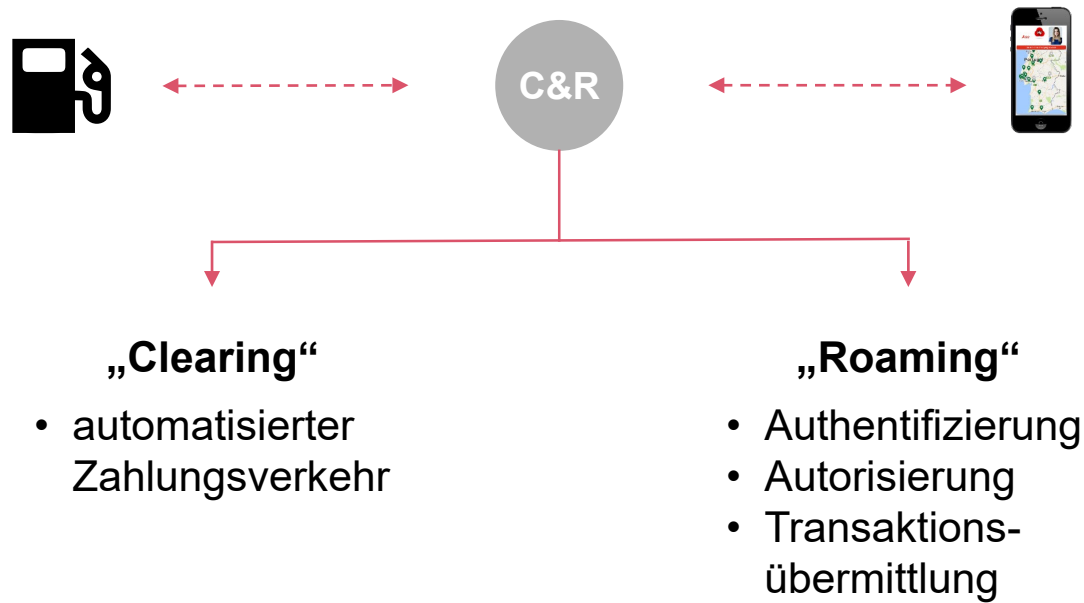 C&R
„Clearing“
• automatisierter
Zahlungsverkehr
„Roaming“
• Authentifizierung
• Autorisierung
• Transaktions-
übermittlung